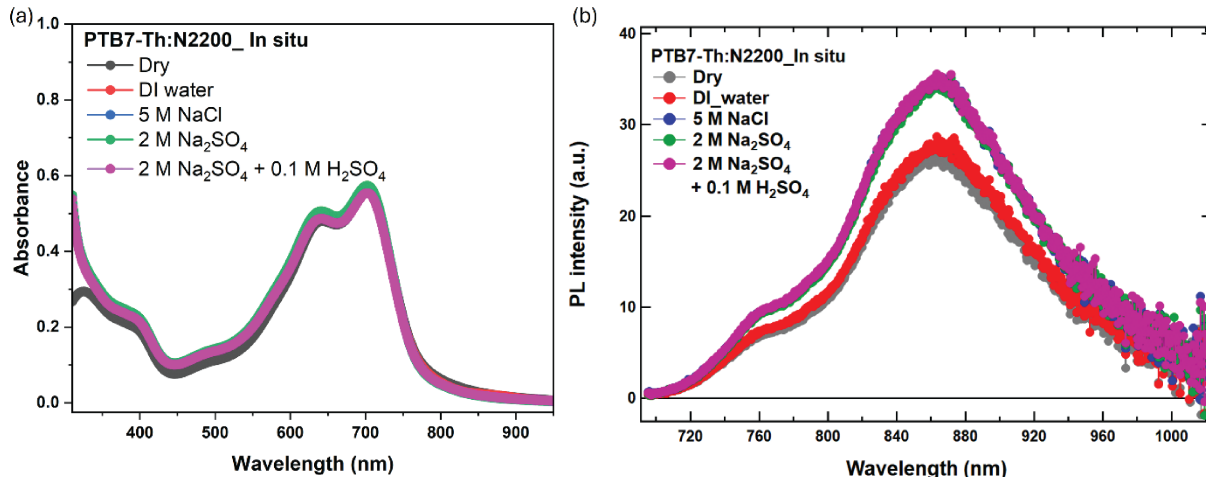 (a)
PTB7-Th:N2200_ In situ
Dry
DI water
5 M NaCl
2 M Na₂SO₄
2 M Na₂SO₄ + 0.1 M H₂SO₄
Absorbance
1.0
0.8
0.6
0.4
0.2
0.0
400 500 600 700 800 900
Wavelength (nm)
(b)
PTB7-Th:N2200_In situ
Dry
DI_water
5 M NaCl
2 M Na₂SO₄
2 M Na₂SO₄
+ 0.1 M H₂SO₄
PL intensity (a.u.)
40
30
20
10
0
720 760 800 840 880 920 960 1000
Wavelength (nm)